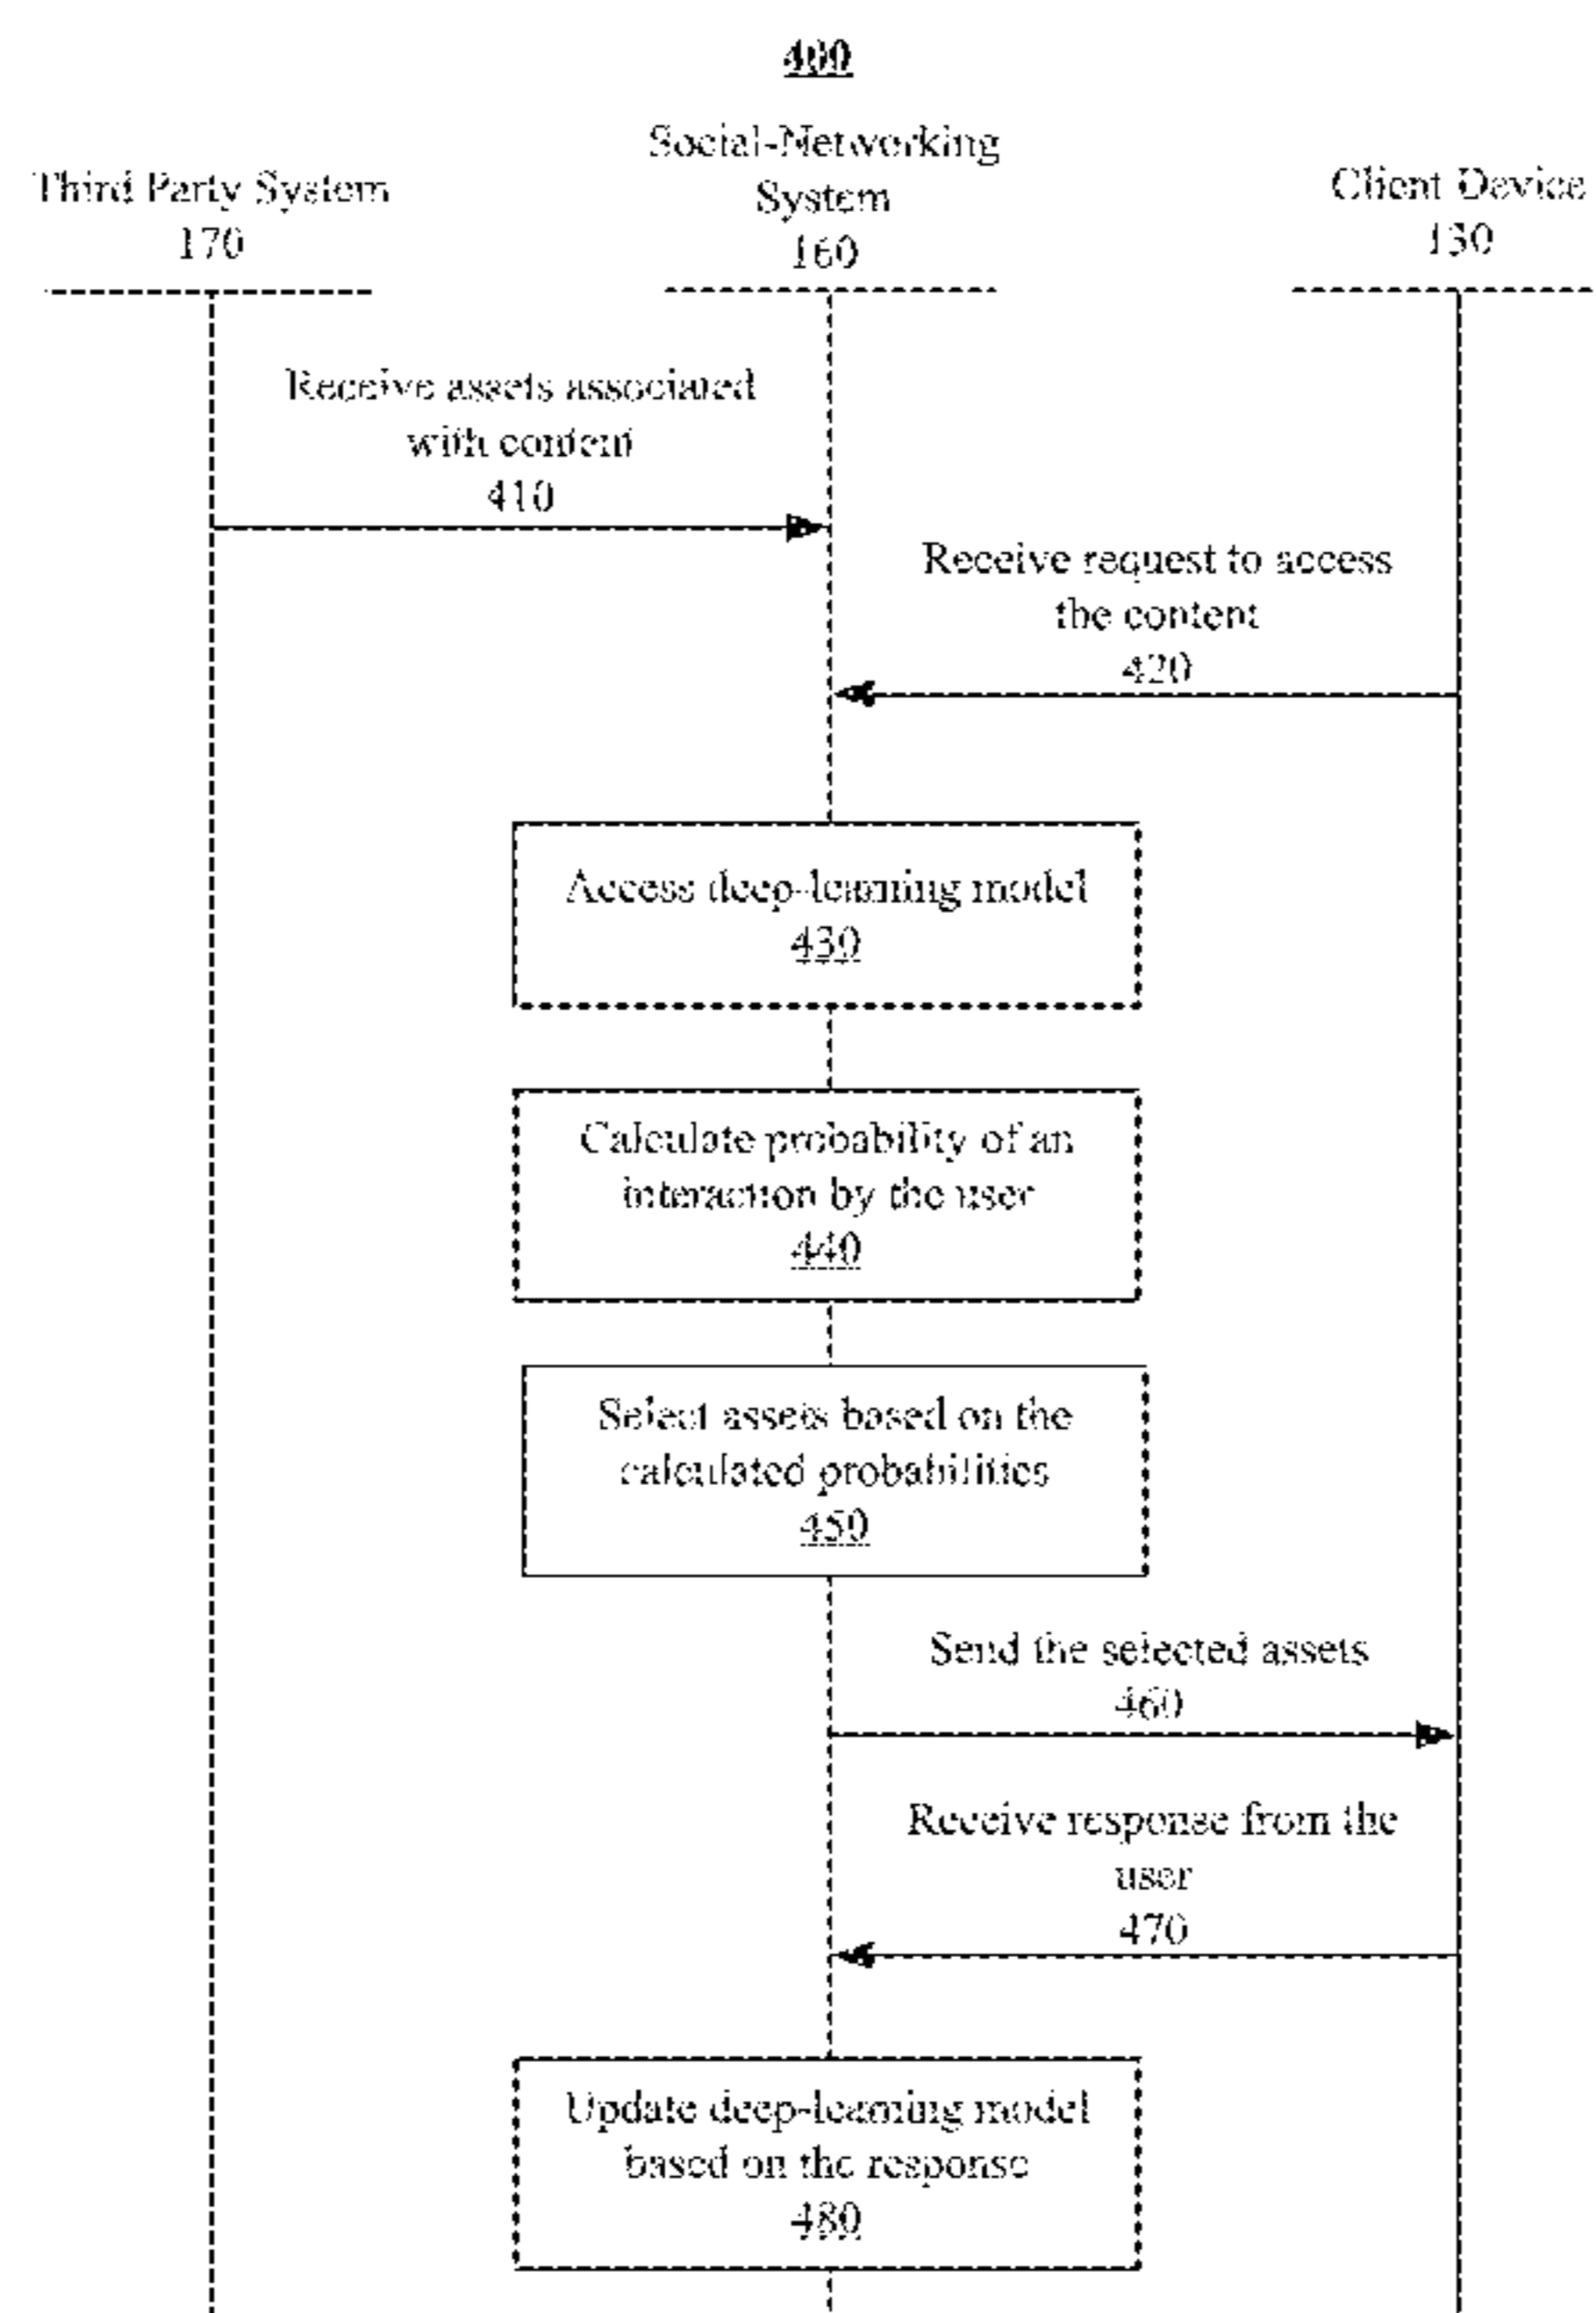 400
Third Party System
170
Social-Networking
System
160
Client Device
130
Receive assets associated
with content
410
Receive request to access
the content
420
Access deep-learning model
430
Calculate probability of an
interaction by the user
440
Select assets based on the
calculated probabilities
450
Send the selected assets
460
Receive response from the
user
470
Update deep-learning model
based on the response
480